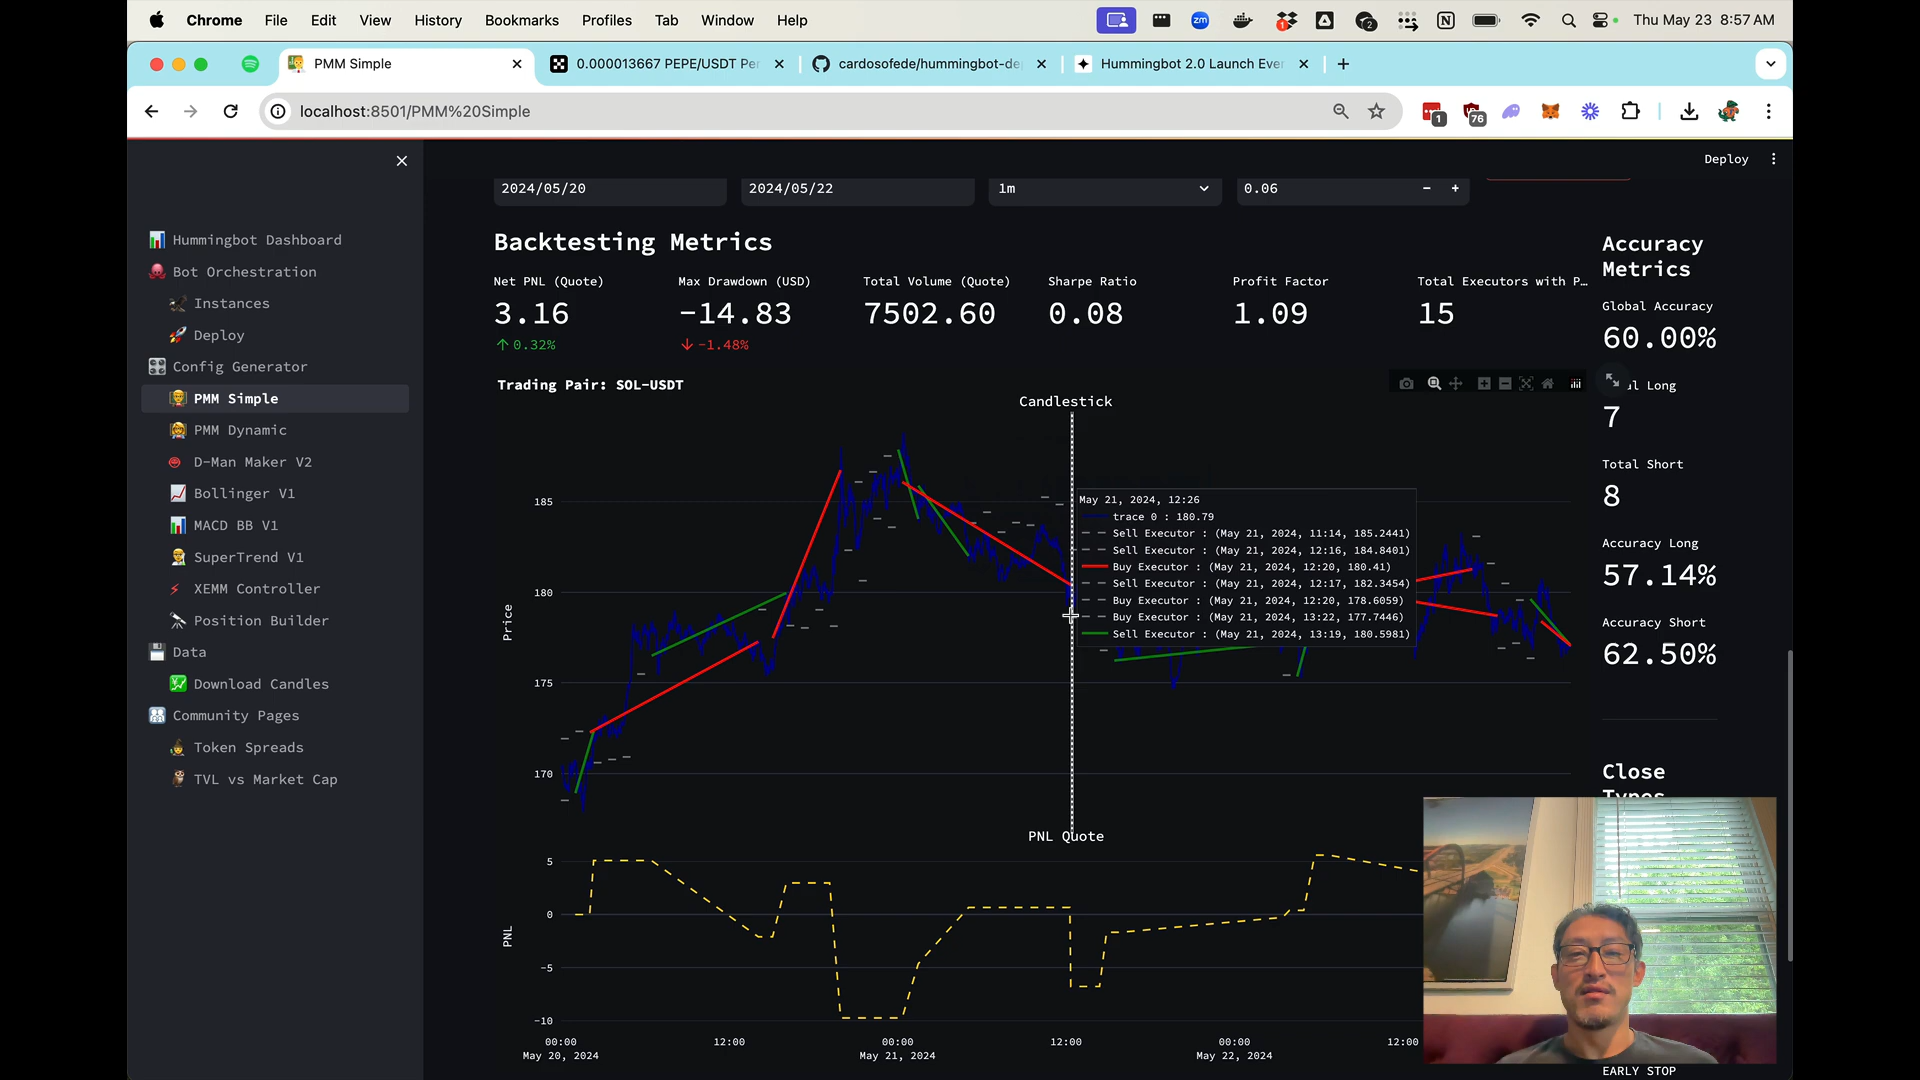 Chrome File Edit View History Bookmarks Profiles Tab Window Help
zm
1
2
Thu May 23 8:57 AM
PMM Simple
0.000013667 PEPE/USDT Per
cardosofede/hummingbot-de
Hummingbot 2.0 Launch Ever
localhost:8501/PMM%20Simple
1
76
Deploy
Hummingbot Dashboard
Bot Orchestration
Instances
Deploy
Config Generator
PMM Simple
PMM Dynamic
D-Man Maker V2
Bollinger V1
MACD BB V1
SuperTrend V1
XEMM Controller
Position Builder
Data
Download Candles
Community Pages
Token Spreads
TVL vs Market Cap
2024/05/20
2024/05/22
1m
0.06
Backtesting Metrics
Net PNL (Quote)
3.16
0.32%
Max Drawdown (USD)
-14.83
-1.48%
Total Volume (Quote)
7502.60
Sharpe Ratio
0.08
Profit Factor
1.09
Total Executors with P…
15
Accuracy
Metrics
Global Accuracy
60.00%
al Long
7
Total Short
8
Accuracy Long
57.14%
Accuracy Short
62.50%
Close
Types
EARLY STOP
Trading Pair: SOL-USDT
Candlestick
Price
185
180
175
170
May 21, 2024, 12:26
trace 0 : 180.79
Sell Executor : (May 21, 2024, 11:14, 185.2441)
Sell Executor : (May 21, 2024, 12:16, 184.8401)
Buy Executor : (May 21, 2024, 12:20, 180.41)
Sell Executor : (May 21, 2024, 12:17, 182.3454)
Buy Executor : (May 21, 2024, 12:20, 178.6059)
Buy Executor : (May 21, 2024, 13:22, 177.7446)
Sell Executor : (May 21, 2024, 13:19, 180.5981)
PNL Quote
PNL
5
0
-5
-10
00:00
May 20, 2024
12:00
00:00
May 21, 2024
12:00
00:00
May 22, 2024
12:00